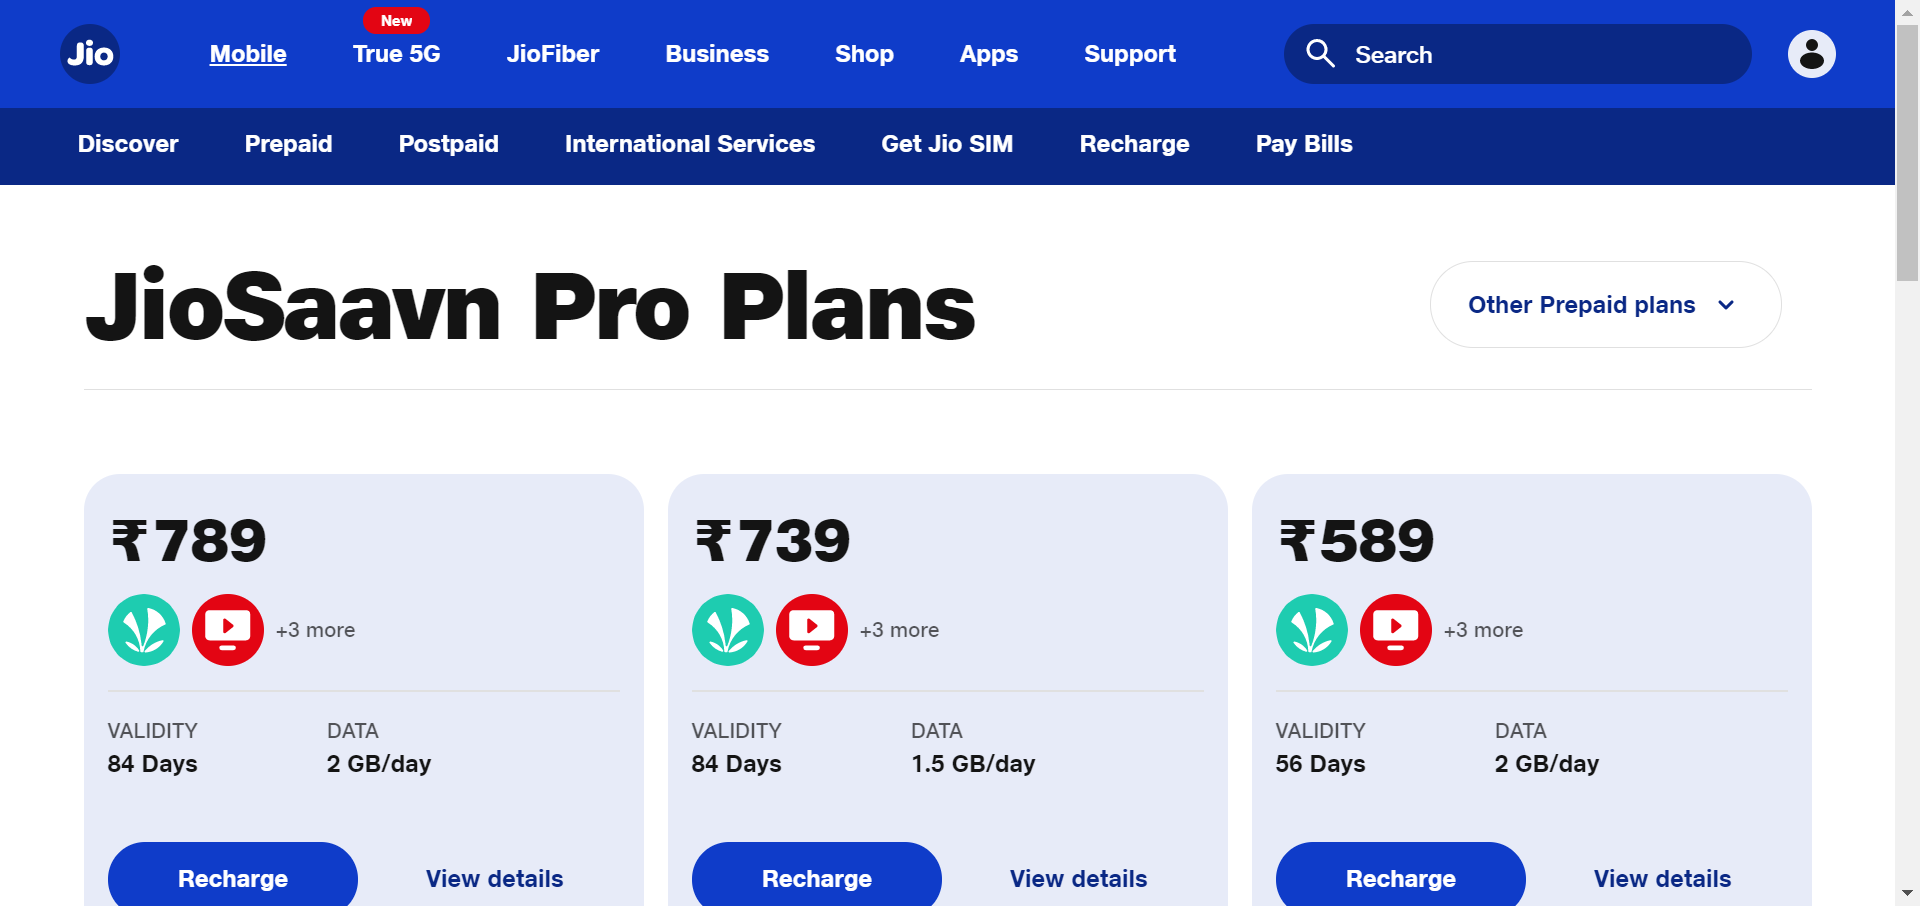 New
Jio Mobile True 5G JioFiber Business Shop Apps Support Search
Discover Prepaid Postpaid International Services Get Jio SIM Recharge Pay Bills
JioSaavn Pro Plans
Other Prepaid plans
₹789 ₹739 ₹589
+3 more +3 more +3 more
VALIDITY DATA VALIDITY DATA VALIDITY DATA
84 Days 2 GB/day 84 Days 1.5 GB/day 56 Days 2 GB/day
Recharge View details Recharge View details Recharge View details